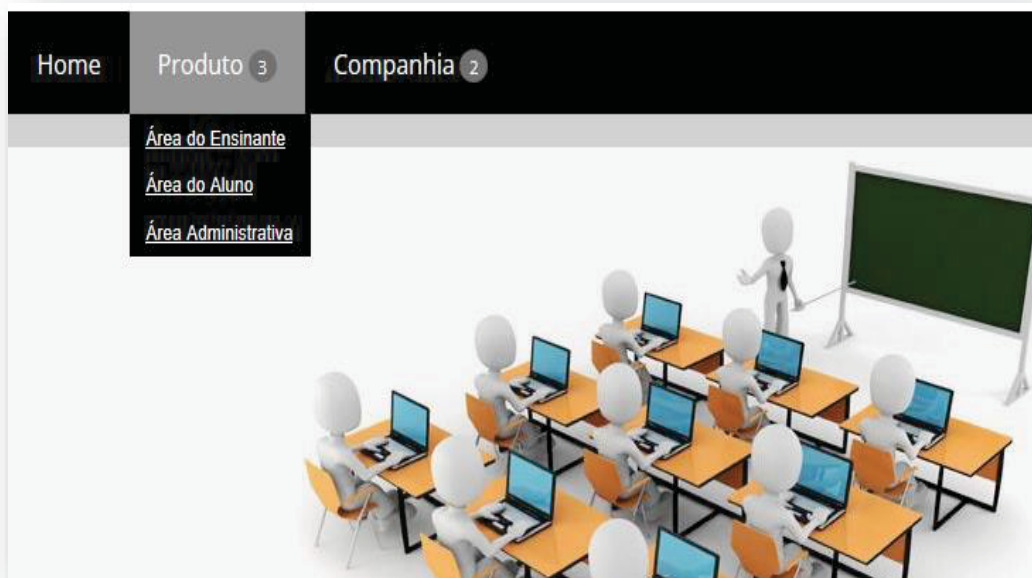 Home Produto 3 Companhia 2
Área do Ensinante
Área do Aluno
Área Administrativa